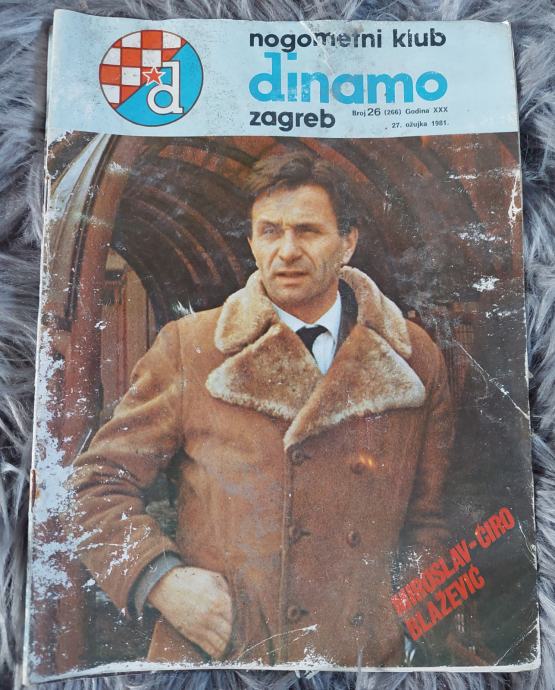 nogometni klub
dinamo
zagreb
Broj 26 (266) Godina XXX
27. ožujka 1981.
d
MIROSLAV-ĆIRO
BLAŽEVIĆ